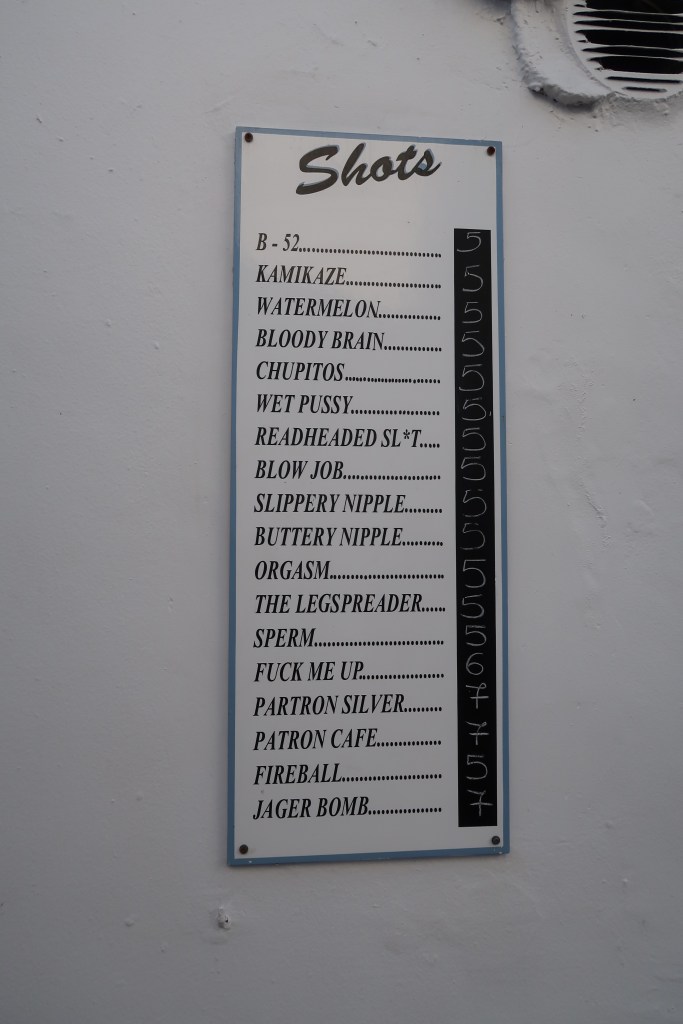 Shots
B - 52........................................ 5
KAMIKAZE.......................... 5
WATERMELON................. 5
BLOODY BRAIN................ 5
CHUPITOS.......................... 5
WET PUSSY........................ 5
READHEADED SL*T..... 5
BLOW JOB.......................... 5
SLIPPERY NIPPLE.......... 5
BUTTERY NIPPLE........... 5
ORGASM.............................. 5
THE LEGSPREADER...... 5
SPERM.................................. 5
FUCK ME UP...................... 6
PARTRON SILVER.......... 7
PATRON CAFE.................. 7
FIREBALL........................... 5
JAGER BOMB.................... 7